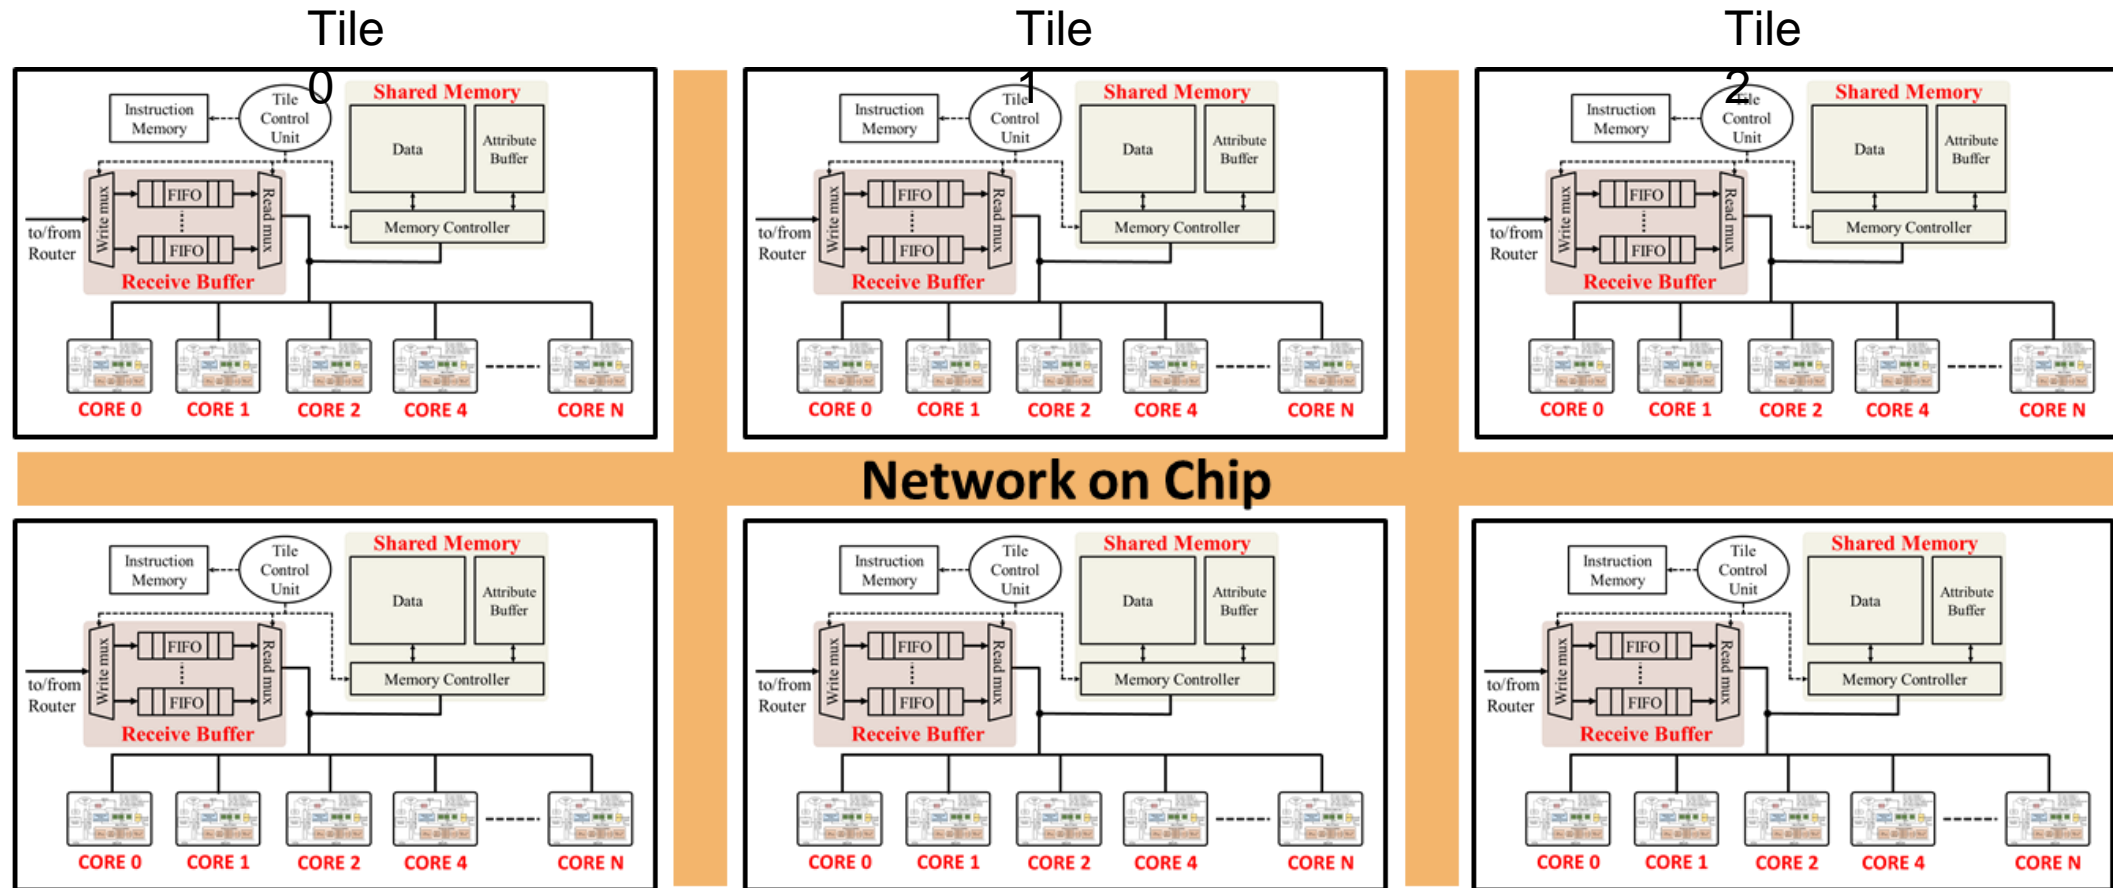 Tile
0
Tile
1
Tile
2
Shared Memory
Instruction
Memory
Tile
Control
Unit
Data
Attribute
Buffer
Write mux
FIFO
FIFO
Read mux
Memory Controller
to/from
Router
Receive Buffer
CORE 0
CORE 1
CORE 2
CORE 4
CORE N
Shared Memory
Instruction
Memory
Tile
Control
Unit
Data
Attribute
Buffer
Write mux
FIFO
FIFO
Read mux
Memory Controller
to/from
Router
Receive Buffer
CORE 0
CORE 1
CORE 2
CORE 4
CORE N
Shared Memory
Instruction
Memory
Tile
Control
Unit
Data
Attribute
Buffer
Write mux
FIFO
FIFO
Read mux
Memory Controller
to/from
Router
Receive Buffer
CORE 0
CORE 1
CORE 2
CORE 4
CORE N
Network on Chip
Shared Memory
Instruction
Memory
Tile
Control
Unit
Data
Attribute
Buffer
Write mux
FIFO
FIFO
Read mux
Memory Controller
to/from
Router
Receive Buffer
CORE 0
CORE 1
CORE 2
CORE 4
CORE N
Shared Memory
Instruction
Memory
Tile
Control
Unit
Data
Attribute
Buffer
Write mux
FIFO
FIFO
Read mux
Memory Controller
to/from
Router
Receive Buffer
CORE 0
CORE 1
CORE 2
CORE 4
CORE N
Shared Memory
Instruction
Memory
Tile
Control
Unit
Data
Attribute
Buffer
Write mux
FIFO
FIFO
Read mux
Memory Controller
to/from
Router
Receive Buffer
CORE 0
CORE 1
CORE 2
CORE 4
CORE N